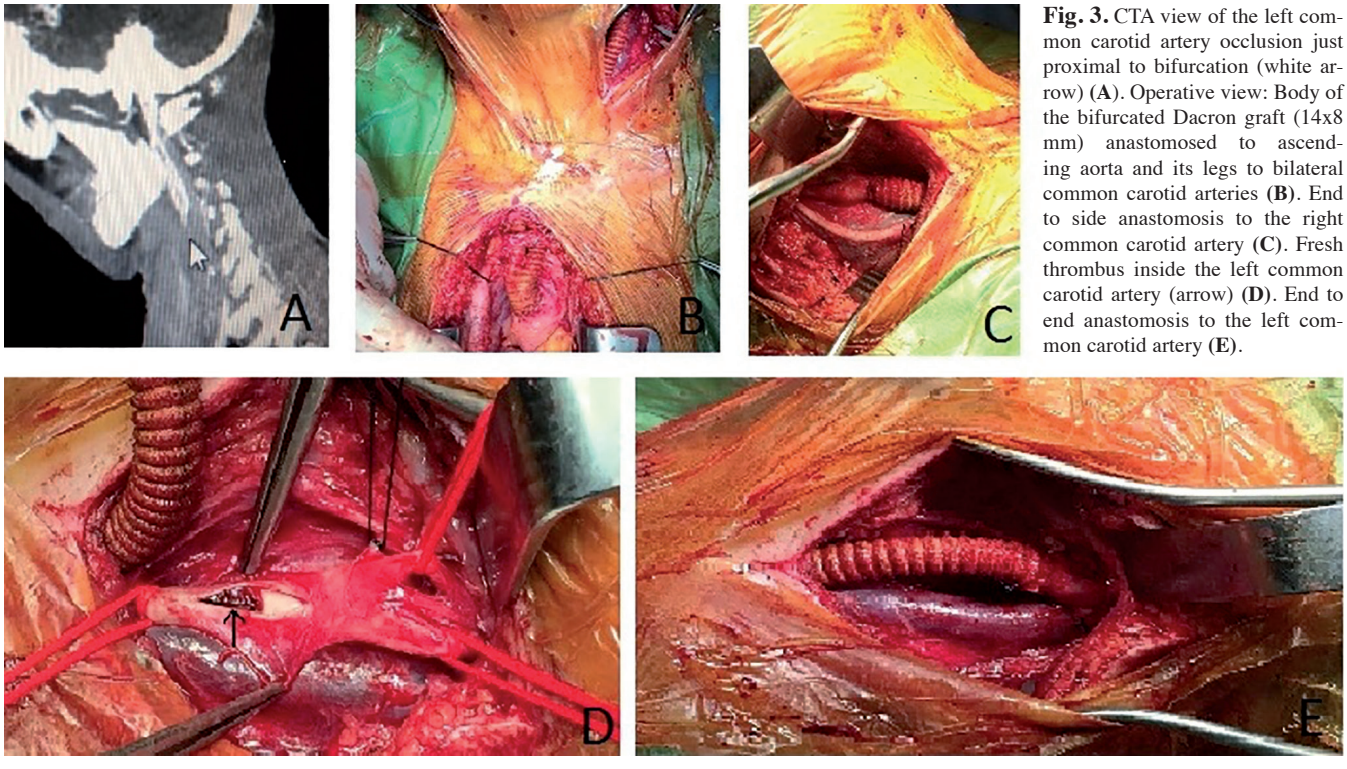 Fig. 3. CTA view of the left com-
mon carotid artery occlusion just
proximal to bifurcation (white ar-
row) (A). Operative view: Body of
the bifurcated Dacron graft (14x8
mm) anastomosed to ascend-
ing aorta and its legs to bilateral
common carotid arteries (B). End
to side anastomosis to the right
common carotid artery (C). Fresh
thrombus inside the left common
carotid artery (arrow) (D). End to
end anastomosis to the left com-
mon carotid artery (E).
A
B
C
D
E